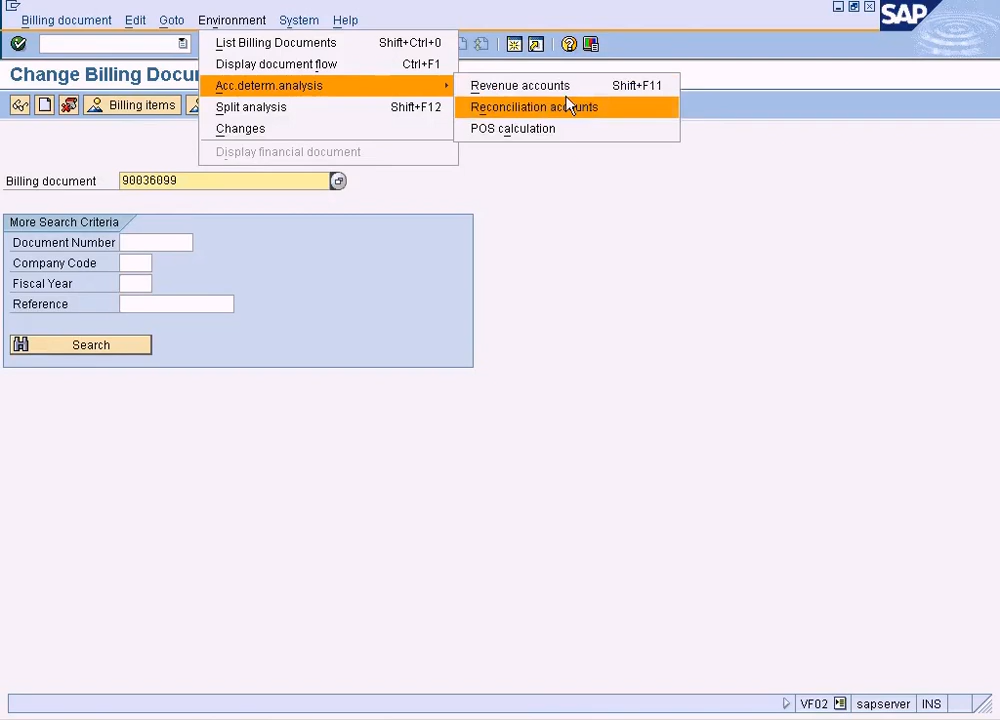 Billing document Edit Goto Environment System Help
SAP
List Billing Documents Shift+Ctrl+0
Display document flow Ctrl+F1
Change Billing Docu
Acc.determ.analysis
Revenue accounts Shift+F11
Billing items
Split analysis Shift+F12
Reconciliation accounts
Changes
POS calculation
Display financial document
Billing document 90036099
More Search Criteria
Document Number
Company Code
Fiscal Year
Reference
Search
VF02 sapserver INS